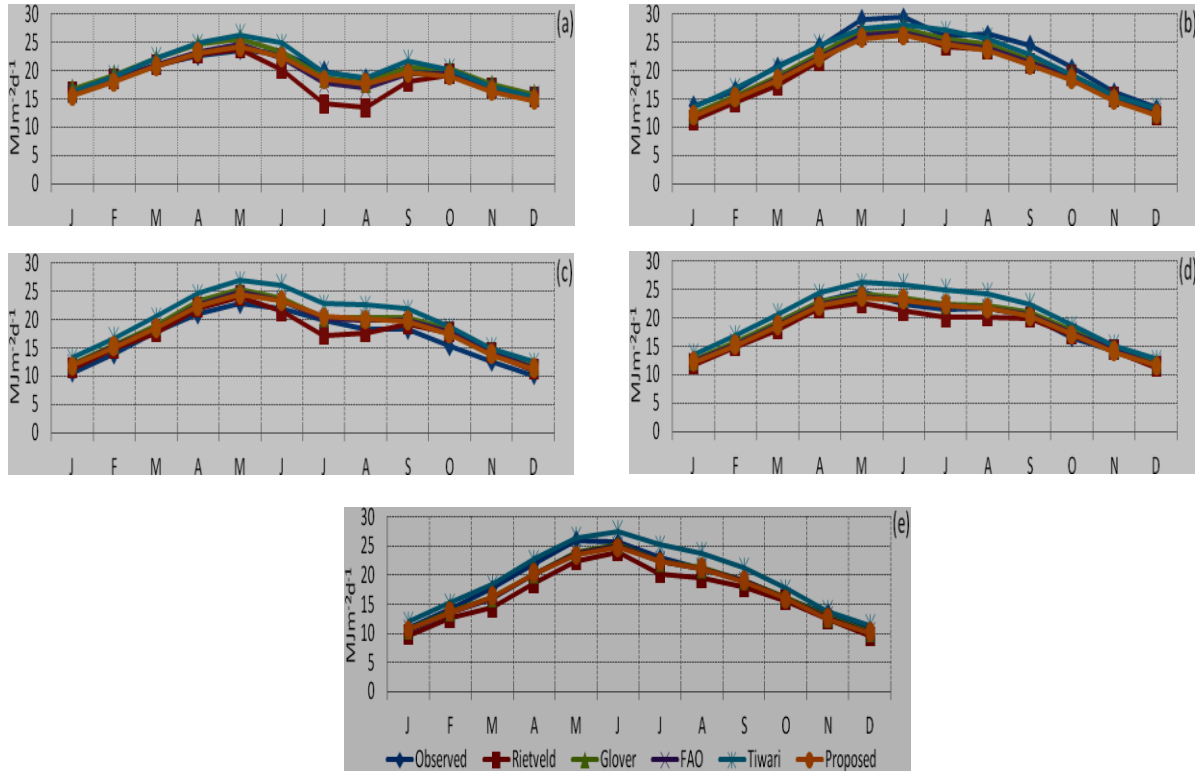 30 (a)
25
20
15
10
5
0
MJm⁻²d⁻¹
J F M A M J J A S O N D
30 (b)
25
20
15
10
5
0
MJm⁻²d⁻¹
J F M A M J J A S O N D
30 (c)
25
20
15
10
5
0
MJm⁻²d⁻¹
J F M A M J J A S O N D
30 (d)
25
20
15
10
5
0
MJm⁻²d⁻¹
J F M A M J J A S O N D
30 (e)
25
20
15
10
5
0
MJm⁻²d⁻¹
J F M A M J J A S O N D
Observed Rietveld Glover FAO Tiwari Proposed